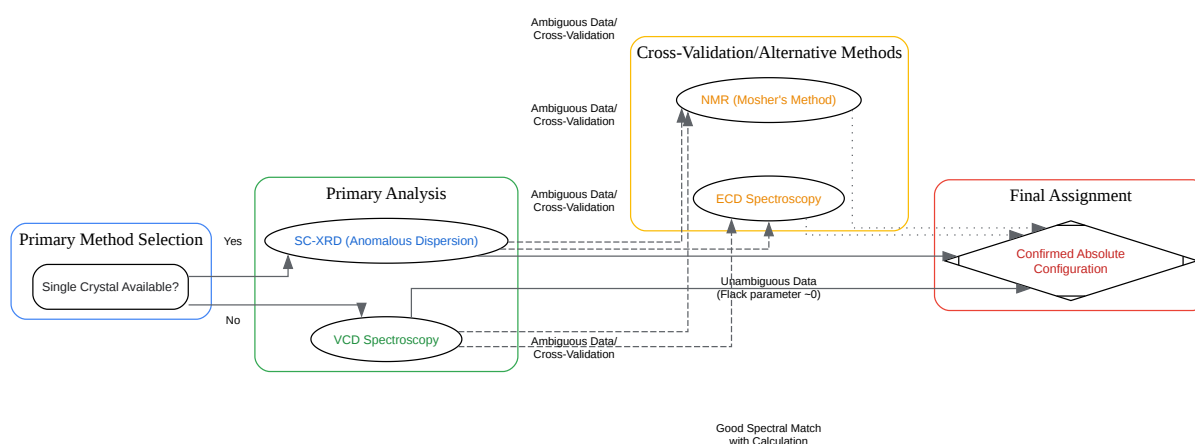 Ambiguous Data/
Cross-Validation
Cross-Validation/Alternative Methods
NMR (Mosher's Method)
Ambiguous Data/
Cross-Validation
Primary Analysis
Ambiguous Data/
Cross-Validation
ECD Spectroscopy
Final Assignment
Primary Method Selection
Yes
SC-XRD (Anomalous Dispersion)
Confirmed Absolute
Configuration
Single Crystal Available?
Unambiguous Data
(Flack parameter ~0)
No
VCD Spectroscopy
Ambiguous Data/
Cross-Validation
Good Spectral Match
with Calculation